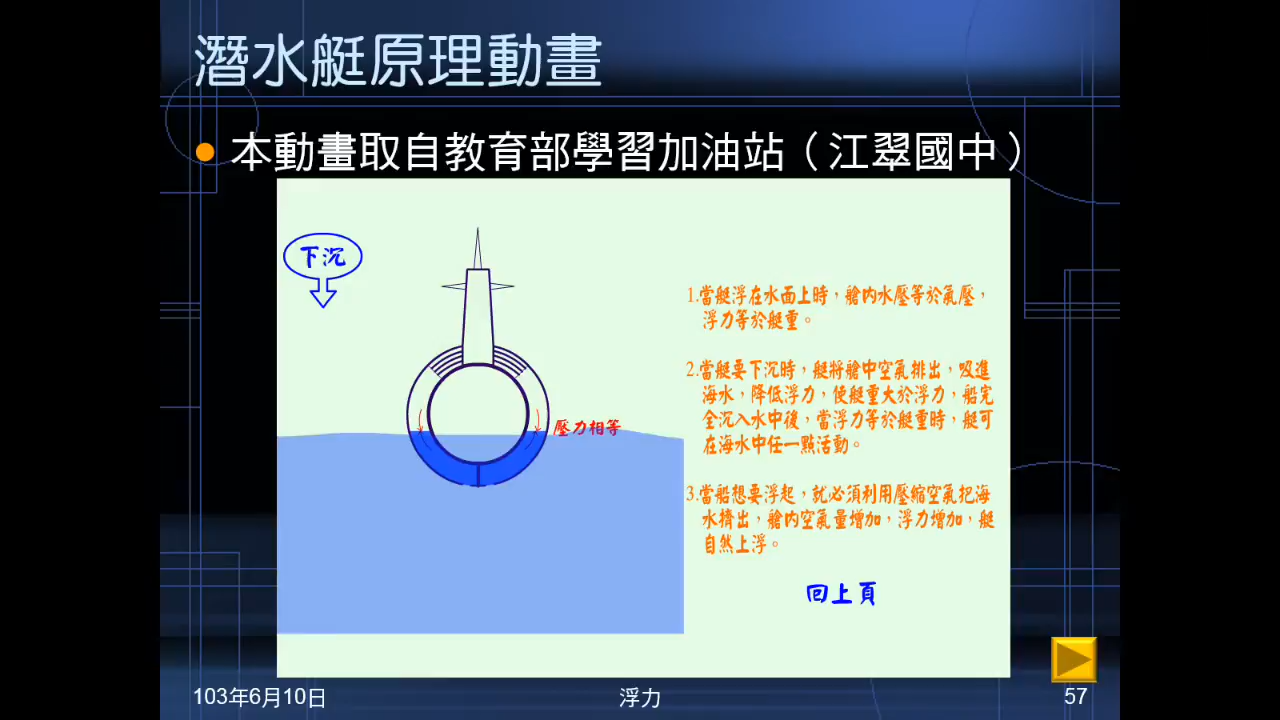 潛水艇原理動畫
本動畫取自教育部學習加油站（江翠國中）
下沉
壓力相等
1.當艇浮在水面上時，艙內水壓等於氣壓，
浮力等於艇重。
2.當艇要下沉時，艇將艙中空氣排出，吸進
海水，降低浮力，使艇重大於浮力，船完
全沉入水中後，當浮力等於艇重時，艇可
在海水中任一點活動。
3.當船想要浮起，就必須利用壓縮空氣把海
水擠出，艙內空氣量增加，浮力增加，艇
自然上浮。
回上頁
103年6月10日
浮力
57